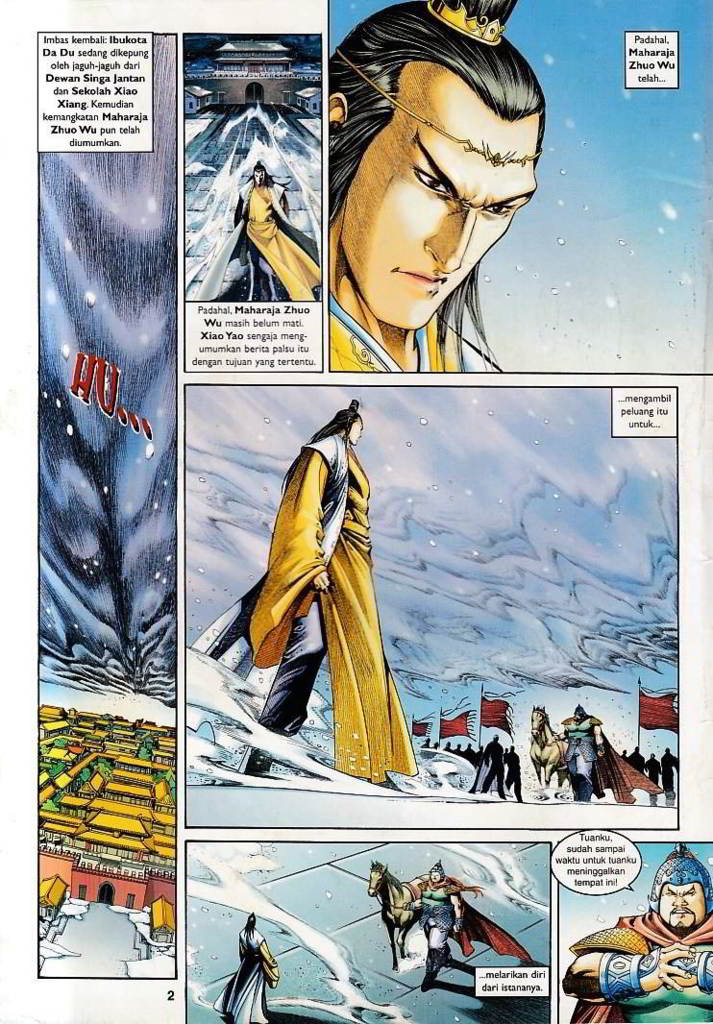 Imbas kembali: Ibukota
Da Du sedang dikepung
oleh jaguh-jaguh dari
Dewan Singa Jantan
dan Sekolah Xiao
Xiang. Kemudian
kemangkatan Maharaja
Zhuo Wu pun telah
diumumkan.
HU...
Padahal, Maharaja Zhuo
Wu masih belum mati.
Xiao Yao sengaja meng-
umumkan berita palsu itu
dengan tujuan yang tertentu.
Padahal,
Maharaja
Zhuo Wu
telah...
...mengambil
peluang itu
untuk...
...melarikan diri
dari istananya.
Tuanku,
sudah sampai
waktu untuk tuanku
meninggalkan
tempat ini!
2